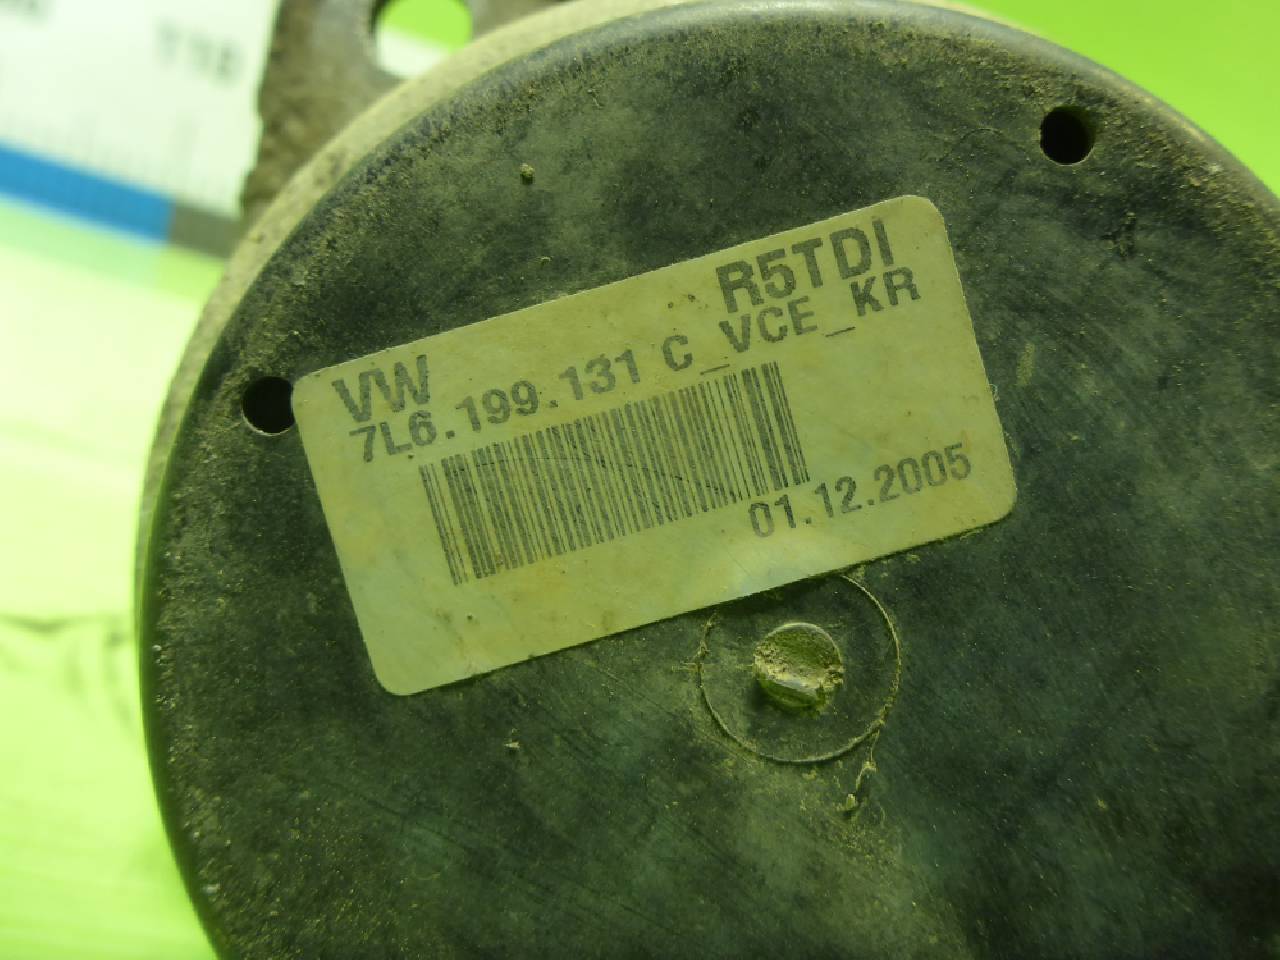 R5TDI
VW
7L6.199.131 C_VCE_KR
01.12.2005